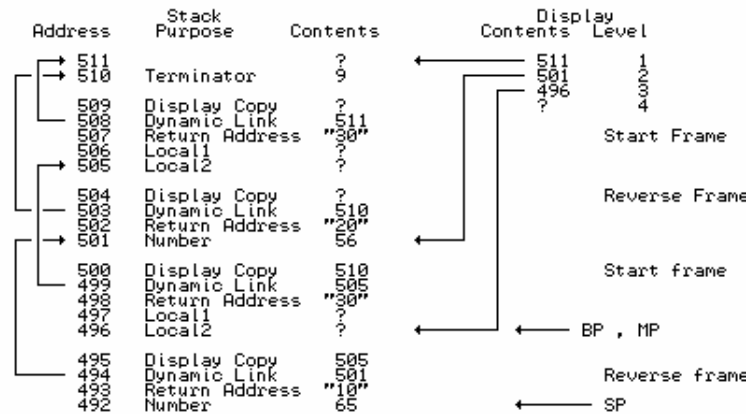 Stack Display
Address Purpose Contents Contents Level
511 ? 511 1
510 Terminator 9 501 2
496 3
509 Display Copy ? ? 4
508 Dynamic Link 511
507 Return Address "30" Start Frame
506 Local1 ?
505 Local2 ?
504 Display Copy ? Reverse Frame
503 Dynamic Link 510
502 Return Address "20"
501 Number 56
500 Display Copy 510 Start frame
499 Dynamic Link 505
498 Return Address "30"
497 Local1 ?
496 Local2 ? BP , MP
495 Display Copy 505
494 Dynamic Link 501 Reverse frame
493 Return Address "10"
492 Number 65 SP